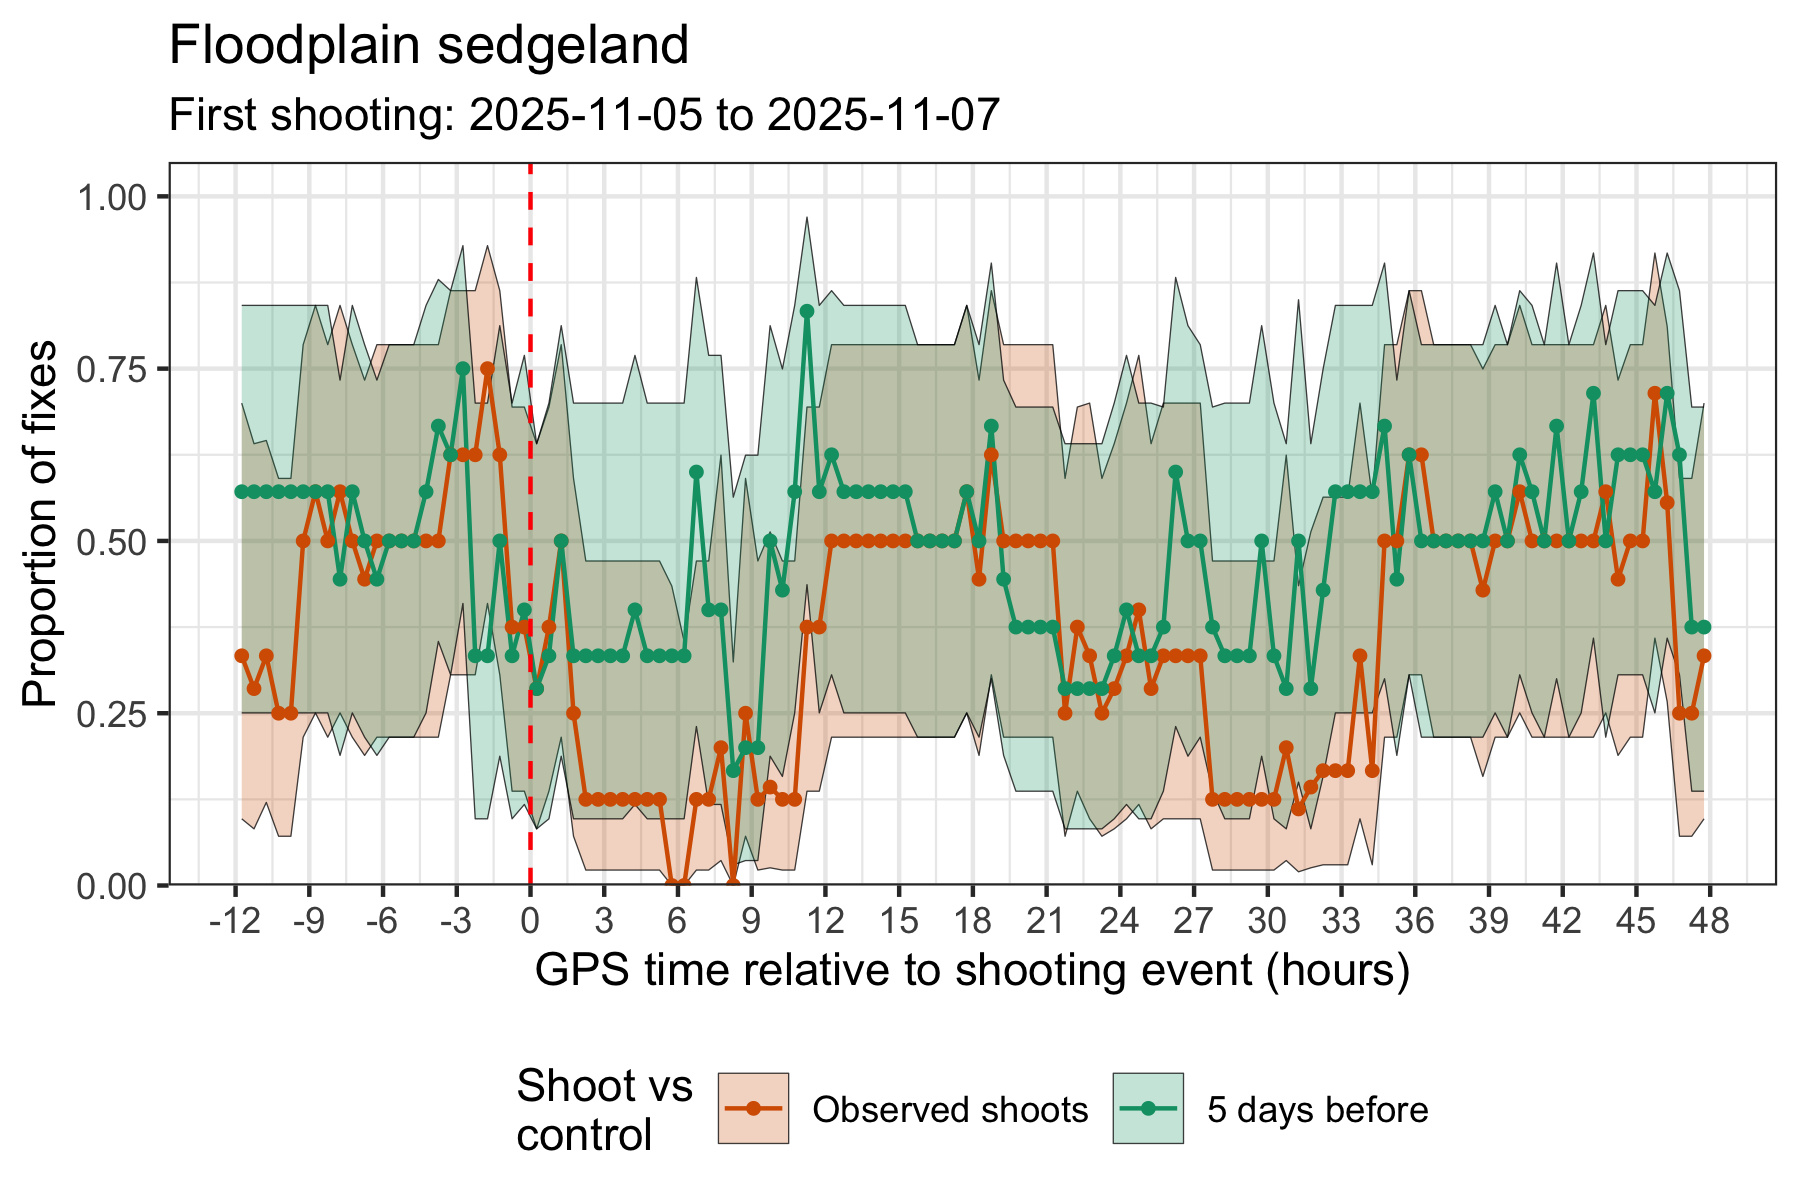 Floodplain sedgeland
First shooting: 2025-11-05 to 2025-11-07
Proportion of fixes
1.00
0.75
0.50
0.25
0.00
-12 -9 -6 -3 0 3 6 9 12 15 18 21 24 27 30 33 36 39 42 45 48
GPS time relative to shooting event (hours)
Shoot vs
control
Observed shoots
5 days before